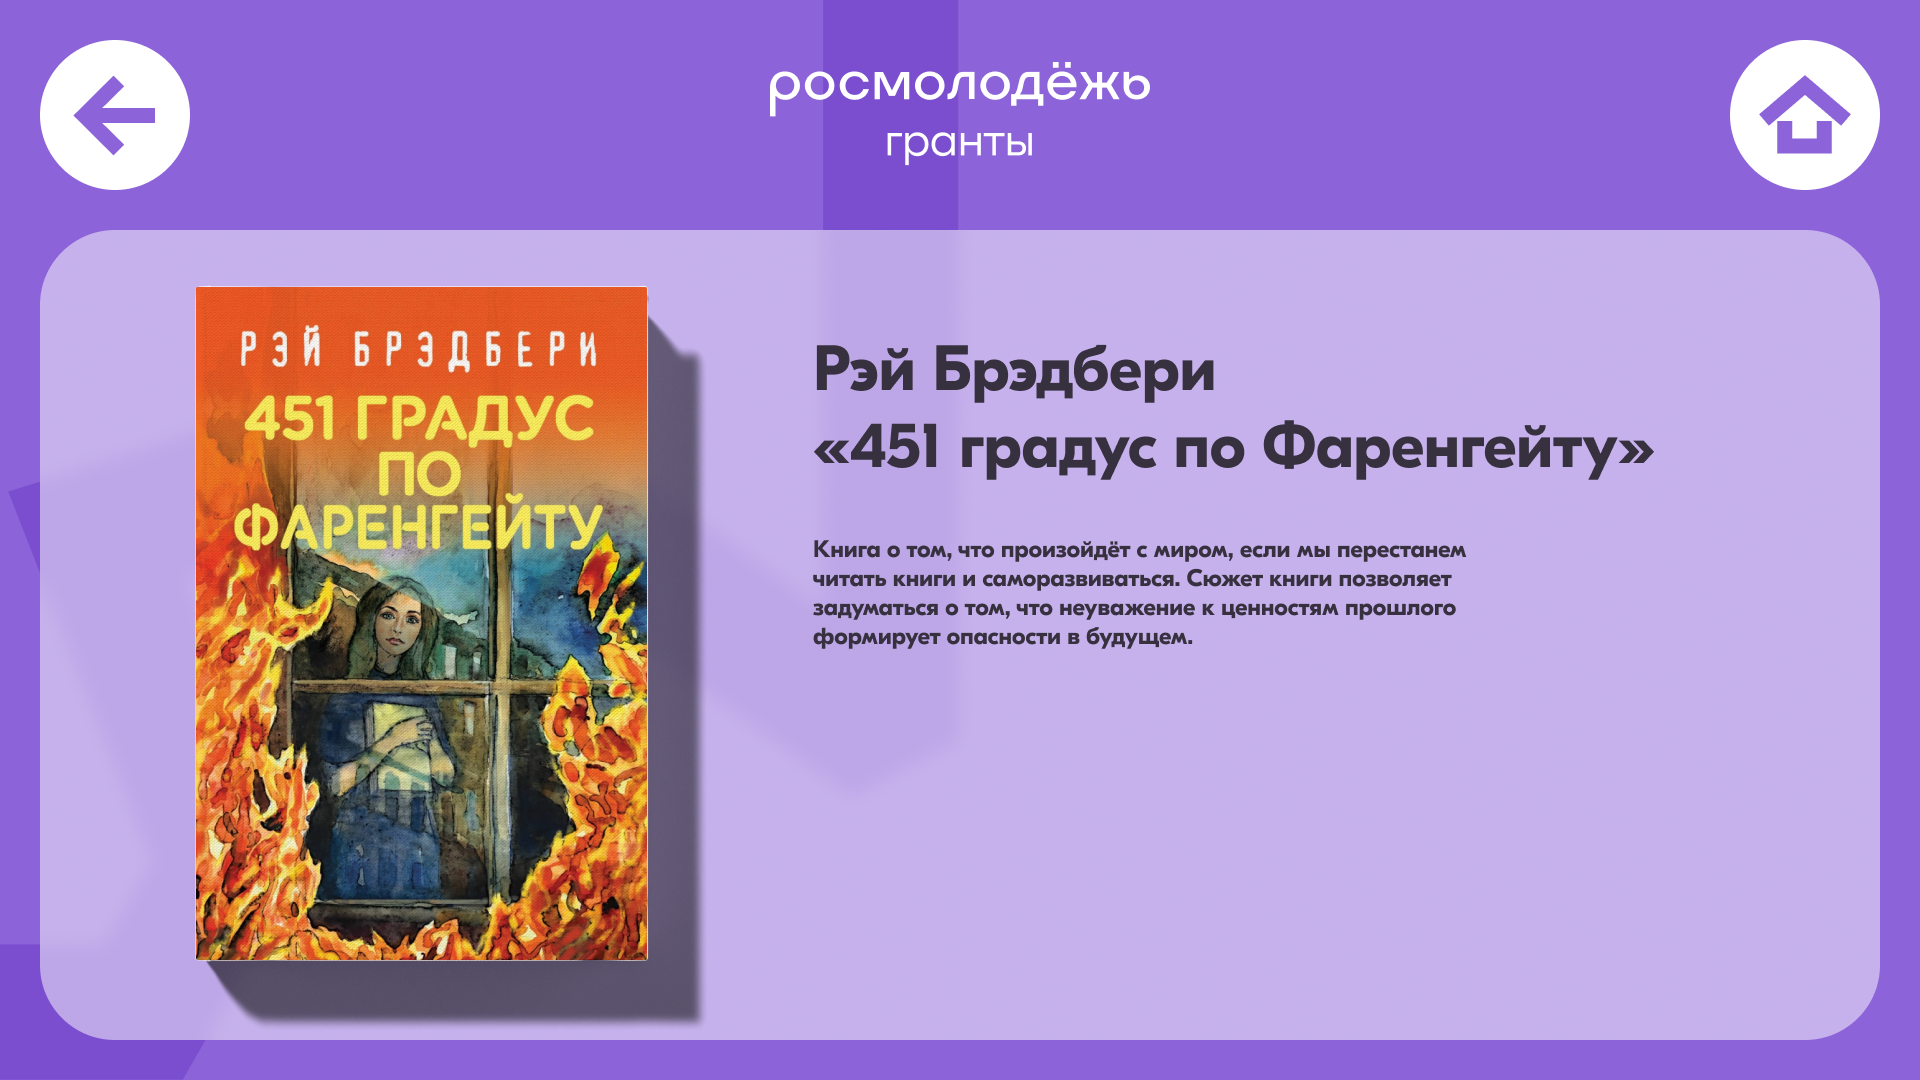 росмолодёжь
гранты
РЭЙ БРЭДБЕРИ
451 ГРАДУС
ПО
ФАРЕНГЕЙТУ
Рэй Брэдбери
«451 градус по Фаренгейту»
Книга о том, что произойдёт с миром, если мы перестанем
читать книги и саморазвиваться. Сюжет книги позволяет
задуматься о том, что неуважение к ценностям прошлого
формирует опасности в будущем.